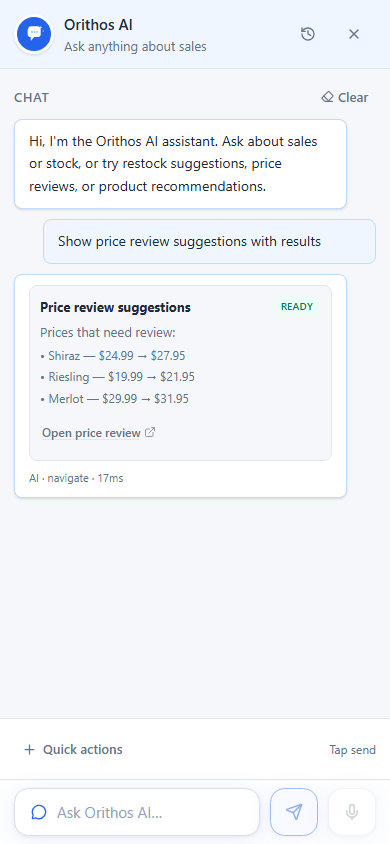 Orithos AI
Ask anything about sales
CHAT
Clear
Hi, I'm the Orithos AI assistant. Ask about sales
or stock, or try restock suggestions, price
reviews, or product recommendations.
Show price review suggestions with results
Price review suggestions
READY
Prices that need review:
• Shiraz — $24.99 → $27.95
• Riesling — $19.99 → $21.95
• Merlot — $29.99 → $31.95
Open price review
AI · navigate · 17ms
+ Quick actions
Tap send
Ask Orithos AI...